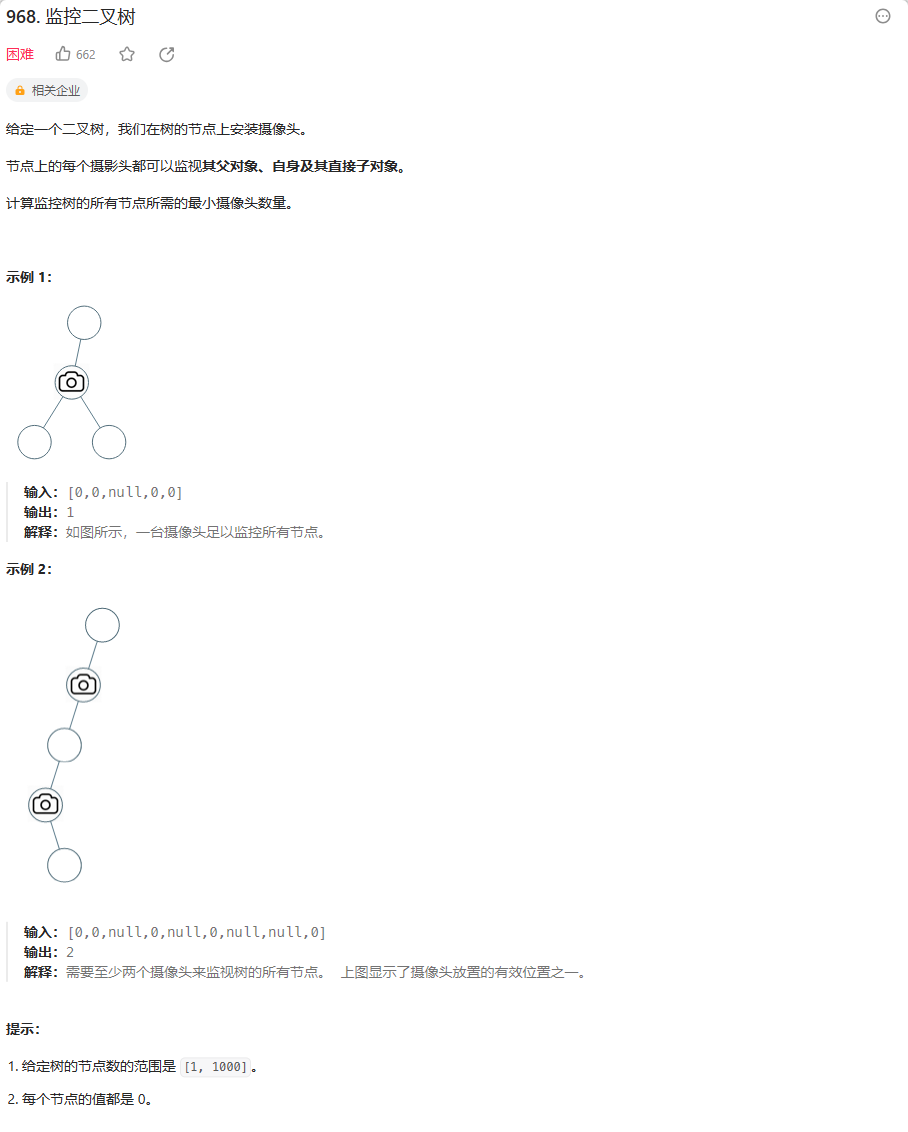 968. 监控二叉树
困难 662
相关企业
给定一个二叉树，我们在树的节点上安装摄像头。
节点上的每个摄影头都可以监视其父对象、自身及其直接子对象。
计算监控树的所有节点所需的最小摄像头数量。
示例 1：
输入：[0,0,null,0,0]
输出：1
解释：如图所示，一台摄像头足以监控所有节点。
示例 2：
输入：[0,0,null,0,null,0,null,null,0]
输出：2
解释：需要至少两个摄像头来监视树的所有节点。 上图显示了摄像头放置的有效位置之一。
提示：
1. 给定树的节点数的范围是 [1, 1000]。
2. 每个节点的值都是 0。